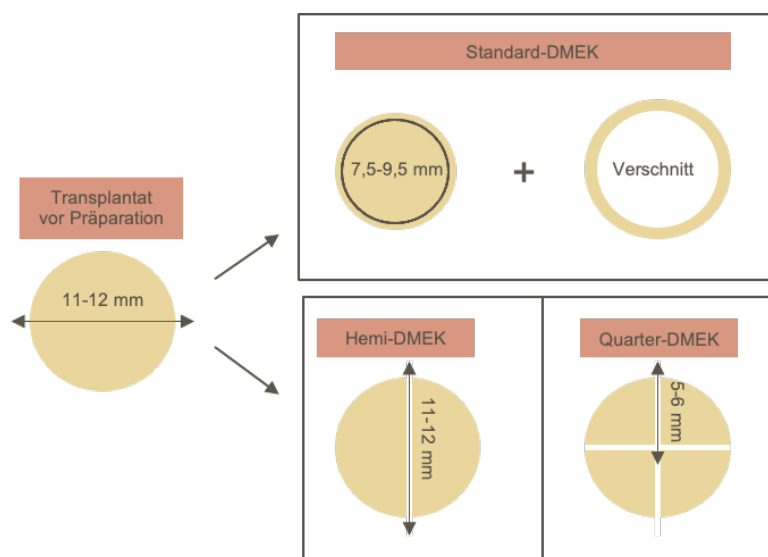 Standard-DMEK
7,5-9,5 mm
+
Verschnitt
Transplantat
vor Präparation
11-12 mm
Hemi-DMEK
11-12 mm
Quarter-DMEK
5-6 mm